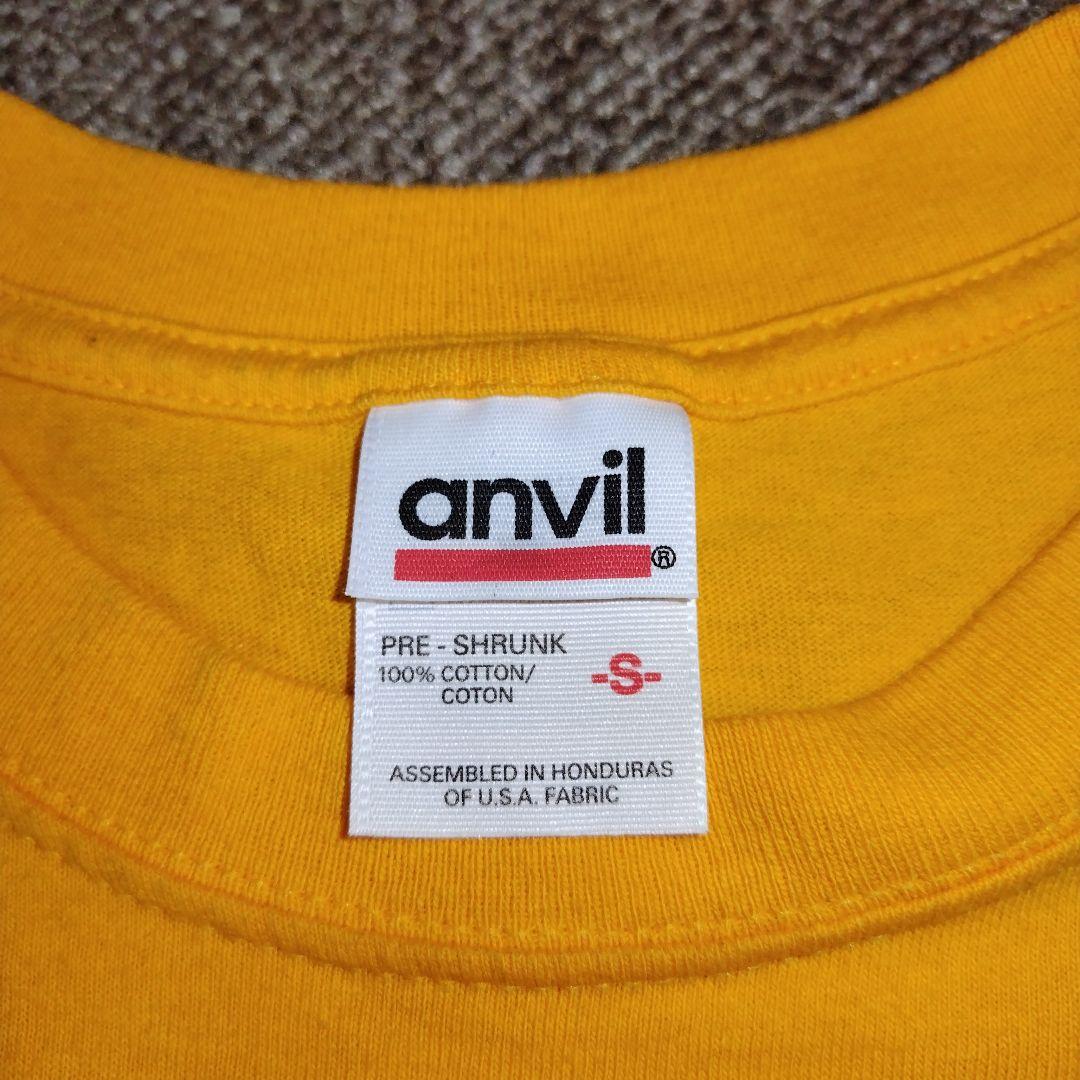 anvil®
PRE - SHRUNK
100% COTTON/
COTON
-S-
ASSEMBLED IN HONDURAS
OF U.S.A. FABRIC